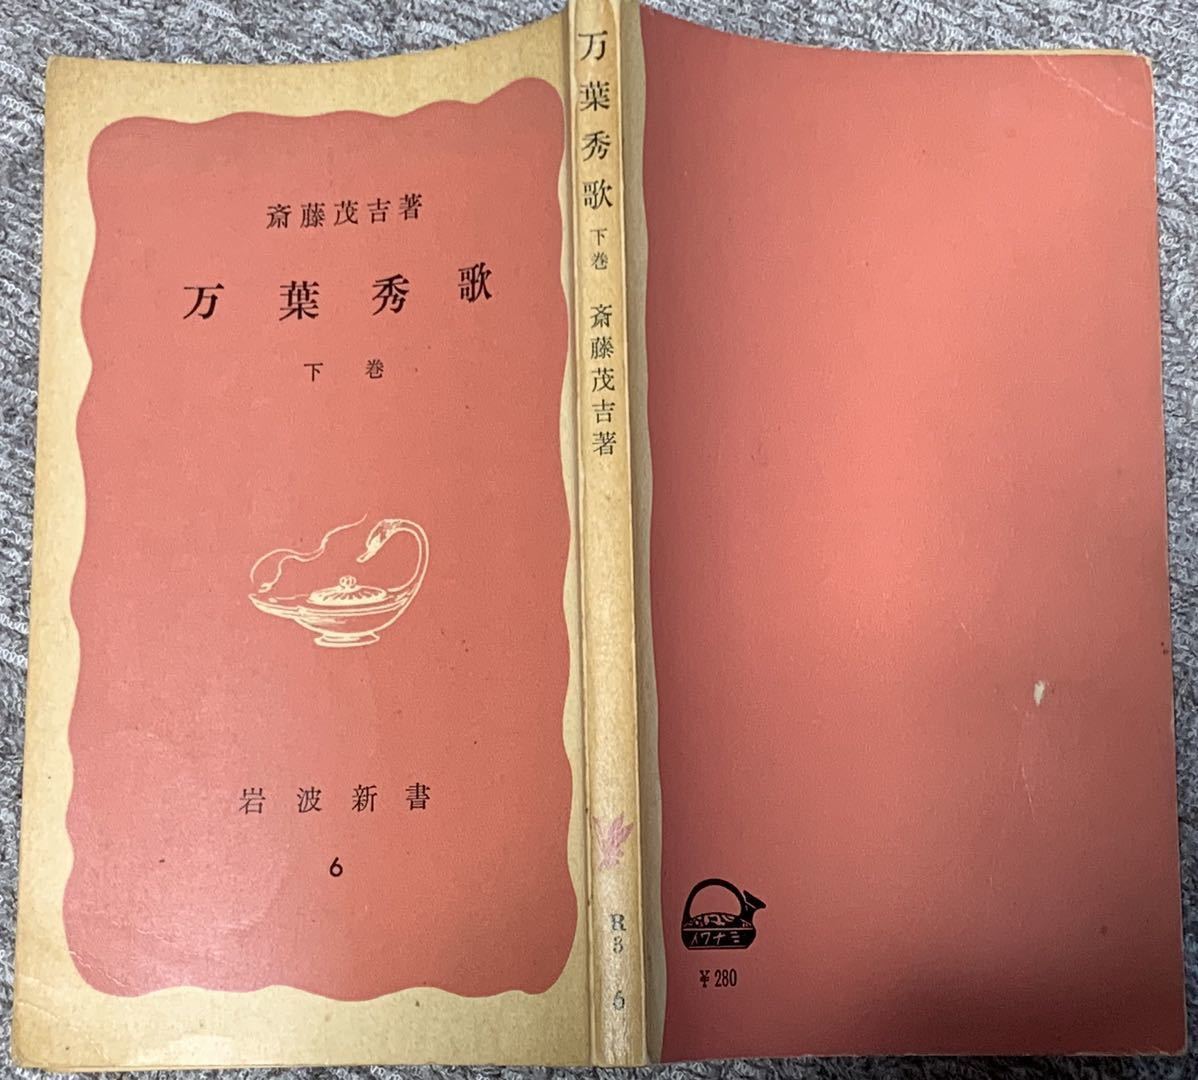 斎藤茂吉著
万葉秀歌
下巻
岩波新書
6
万葉秀歌 下巻 斎藤茂吉著
R
3
6
イワナミ
¥280